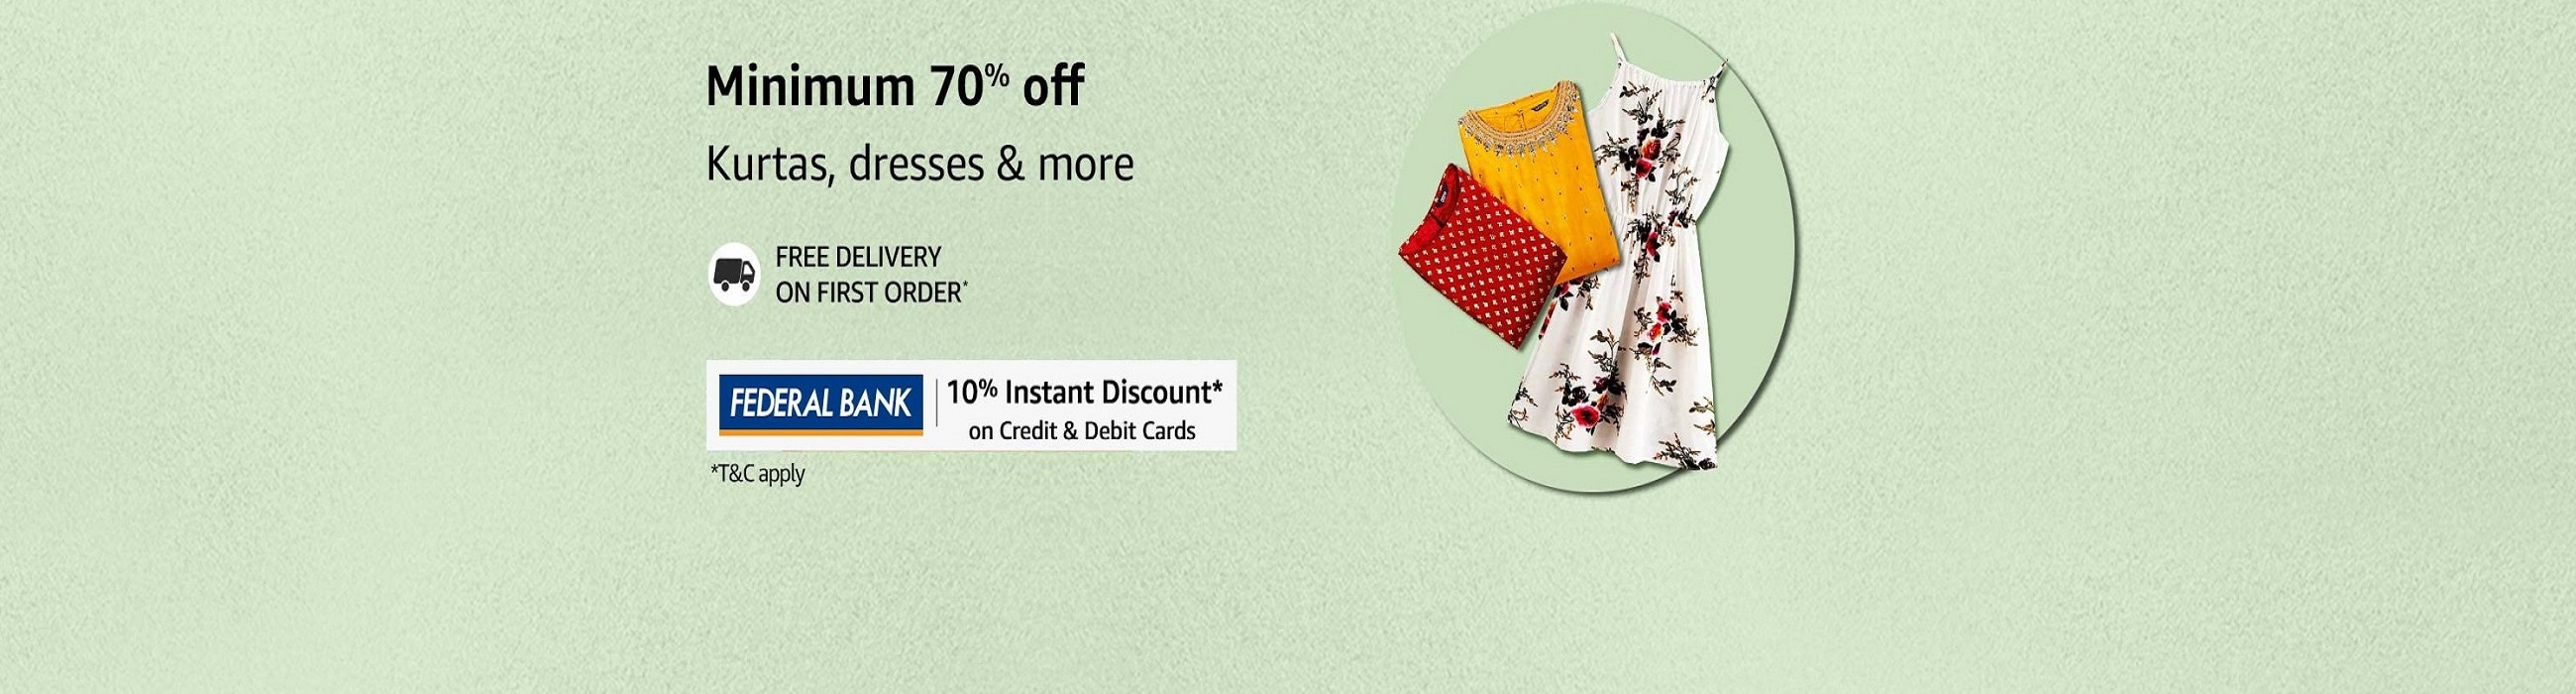 Minimum 70% off
Kurtas, dresses & more
FREE DELIVERY
ON FIRST ORDER*
FEDERAL BANK
10% Instant Discount*
on Credit & Debit Cards
*T&C apply